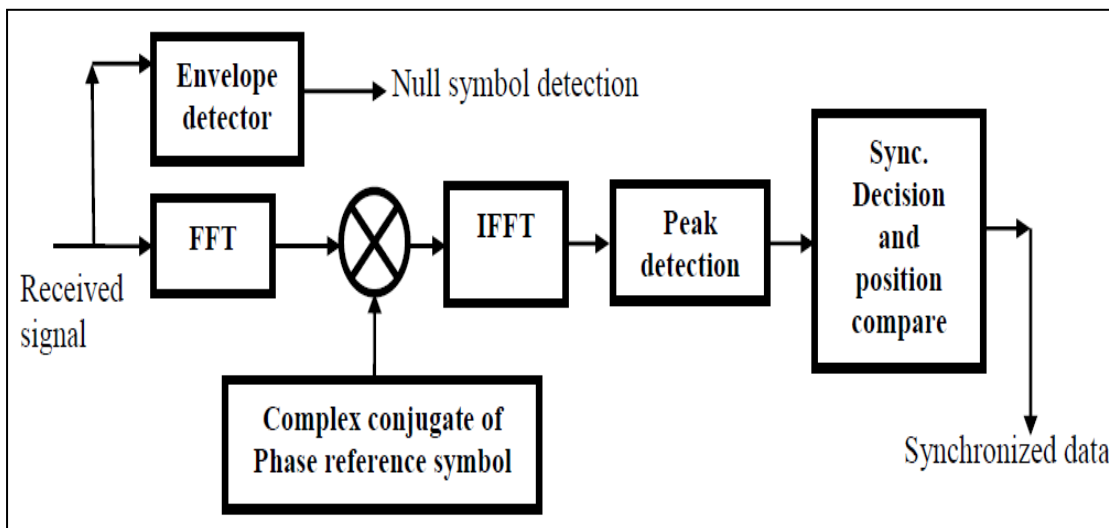 Envelope
detector
Null symbol detection
FFT
IFFT
Peak
detection
Sync.
Decision
and
position
compare
Received
signal
Complex conjugate of
Phase reference symbol
Synchronized data